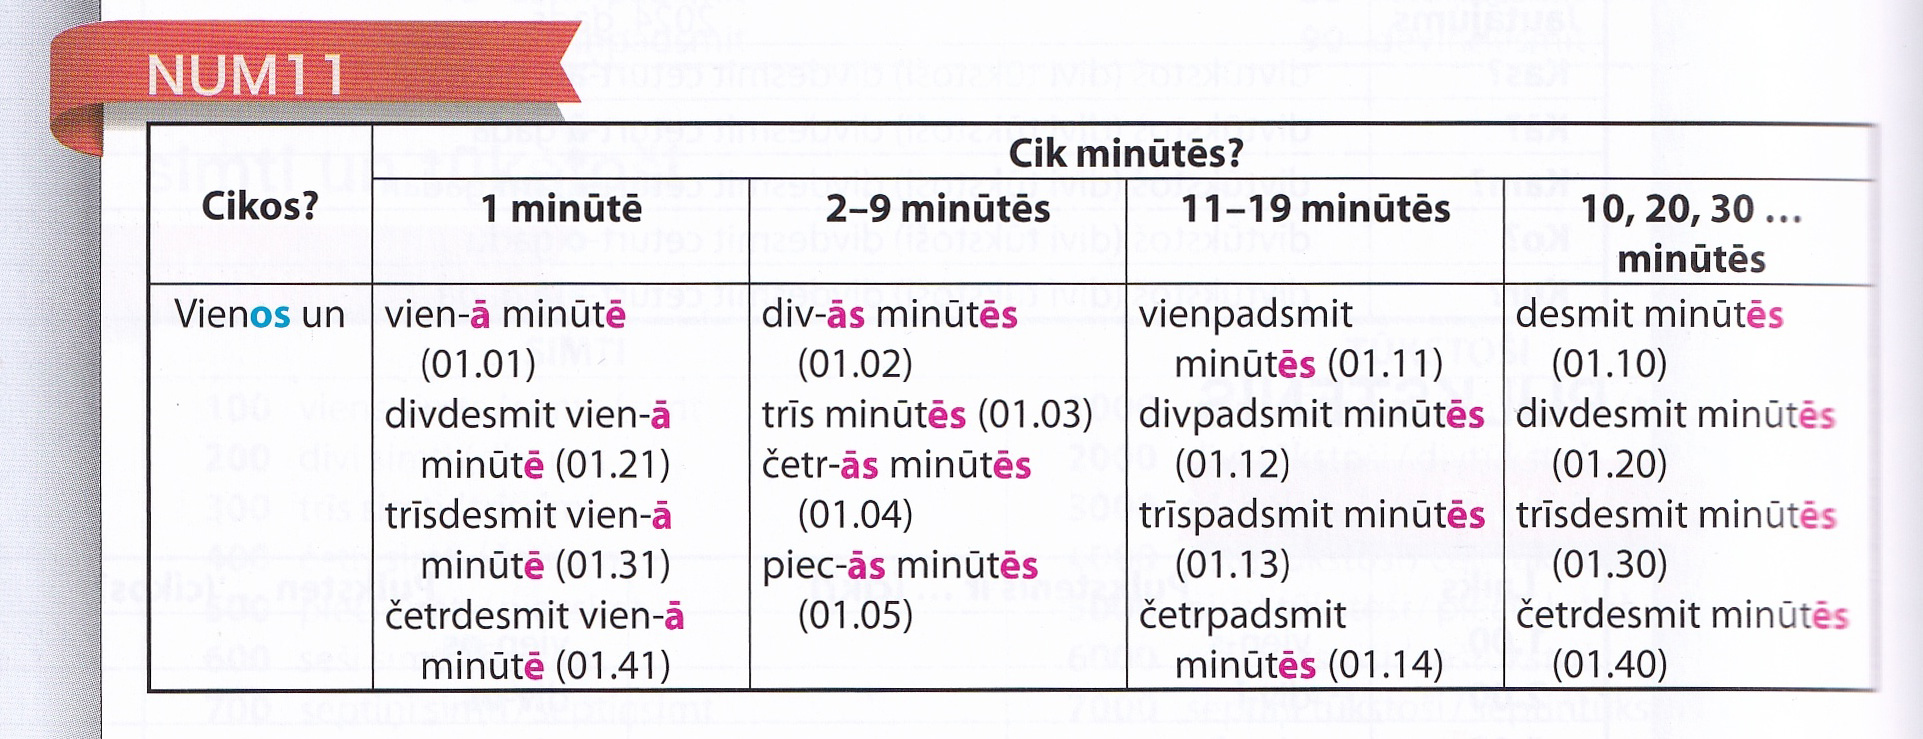 NUM11
Cikos?
Cik minūtēs?
1 minūtē
2–9 minūtēs
11–19 minūtēs
10, 20, 30 …
minūtēs
Vienos un
vien-ā minūtē
(01.01)
divdesmit vien-ā
minūtē (01.21)
trīsdesmit vien-ā
minūtē (01.31)
četrdesmit vien-ā
minūtē (01.41)
div-ās minūtēs
(01.02)
trīs minūtēs (01.03)
četr-ās minūtēs
(01.04)
piec-ās minūtēs
(01.05)
vienpadsmit
minūtēs (01.11)
divpadsmit minūtēs
(01.12)
trīspadsmit minūtēs
(01.13)
četrpadsmit
minūtēs (01.14)
desmit minūtēs
(01.10)
divdesmit minūtēs
(01.20)
trīsdesmit minūtēs
(01.30)
četrdesmit minūtēs
(01.40)